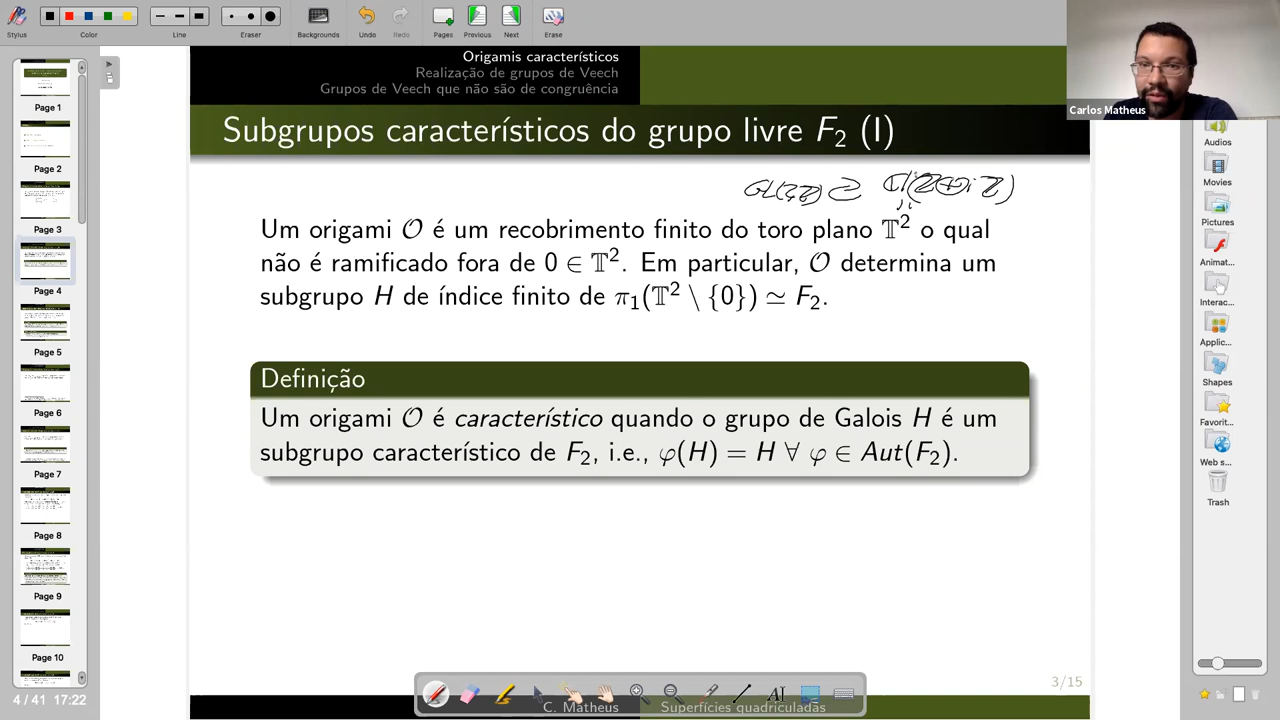 Stylus
Color
Line
Eraser
Backgrounds
Undo
Redo
Pages
Previous
Next
Erase
Carlos Matheus
Page 1
Page 2
Page 3
Page 4
Page 5
Page 6
Page 7
Page 8
Page 9
Page 10
4 / 41 17:22
Origamis característicos
Realização de grupos de Veech
Grupos de Veech que não são de congruência
Subgrupos característicos do grupo livre F₂ (I)
Um origami 𝒪 é um recobrimento finito do toro plano 𝕋² o qual
não é ramificado fora de 0 ∈ 𝕋². Em particular, 𝒪 determina um
subgrupo H de índice finito de π₁(𝕋² \ {0}) ≃ F₂.
Definição
Um origami 𝒪 é característico quando o grupo de Galois H é um
subgrupo característico de F₂, i.e., φ(H) = H ∀ φ ∈ Aut(F₂).
3/15
C. Matheus
Superfícies quadriculadas
Audios
Movies
Pictures
Animat...
Interac...
Applic...
Shapes
Favorit...
Web s...
Trash